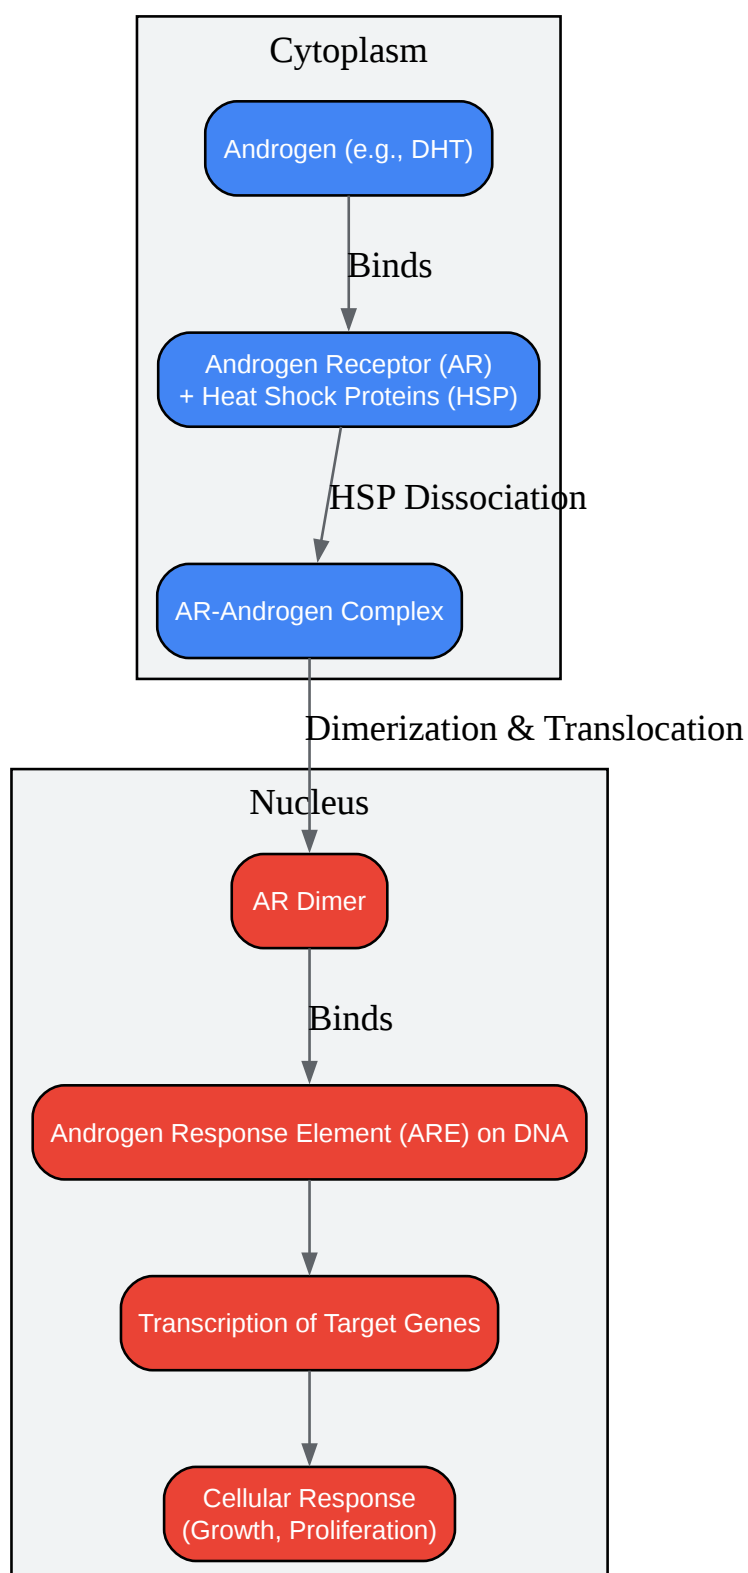 Cytoplasm
Androgen (e.g., DHT)
Binds
Androgen Receptor (AR)
+ Heat Shock Proteins (HSP)
HSP Dissociation
AR-Androgen Complex
Dimerization & Translocation
Nucleus
AR Dimer
Binds
Androgen Response Element (ARE) on DNA
Transcription of Target Genes
Cellular Response
(Growth, Proliferation)